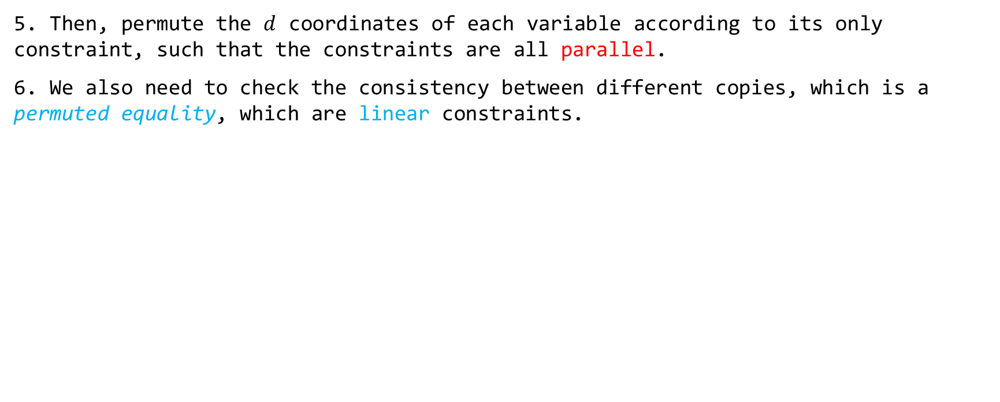 5. Then, permute the d coordinates of each variable according to its only
constraint, such that the constraints are all parallel.
6. We also need to check the consistency between different copies, which is a
permuted equality, which are linear constraints.